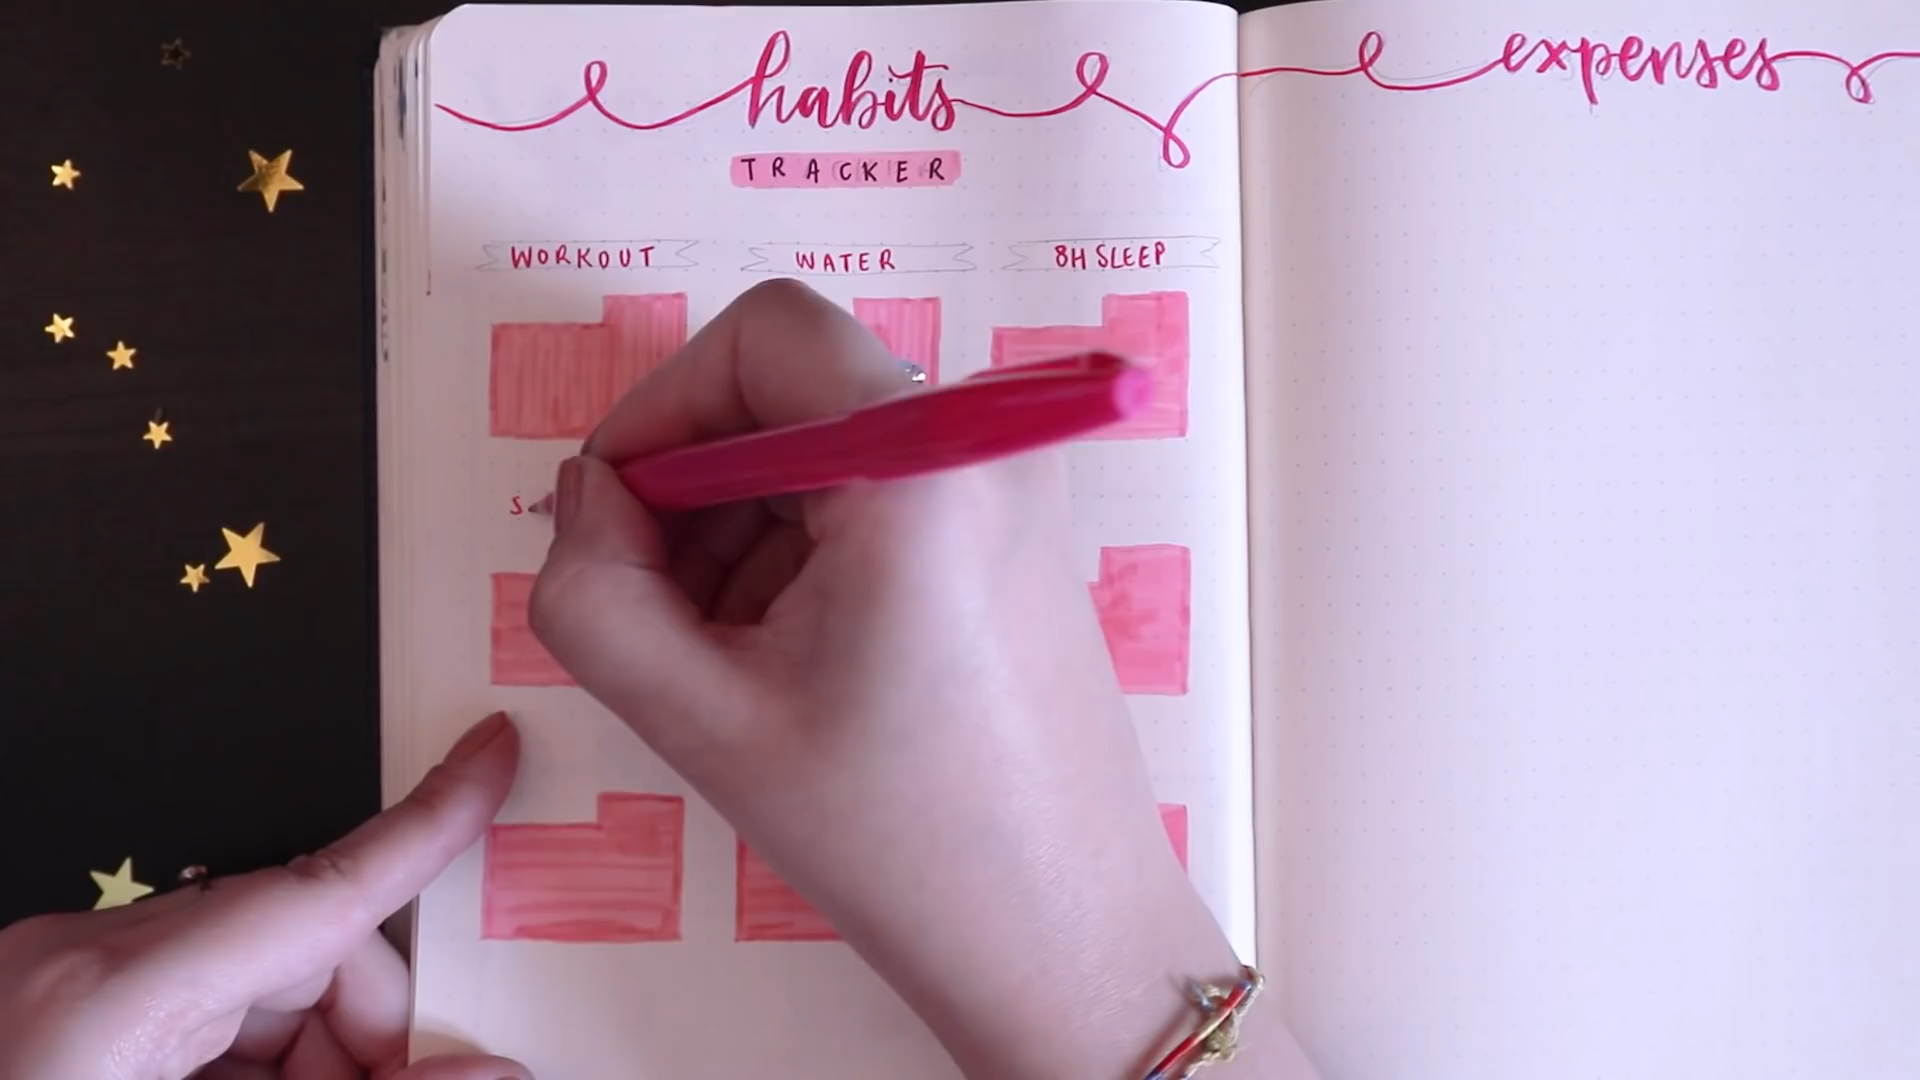 habits
TRACKER
WORKOUT
WATER
8H SLEEP
S
expenses